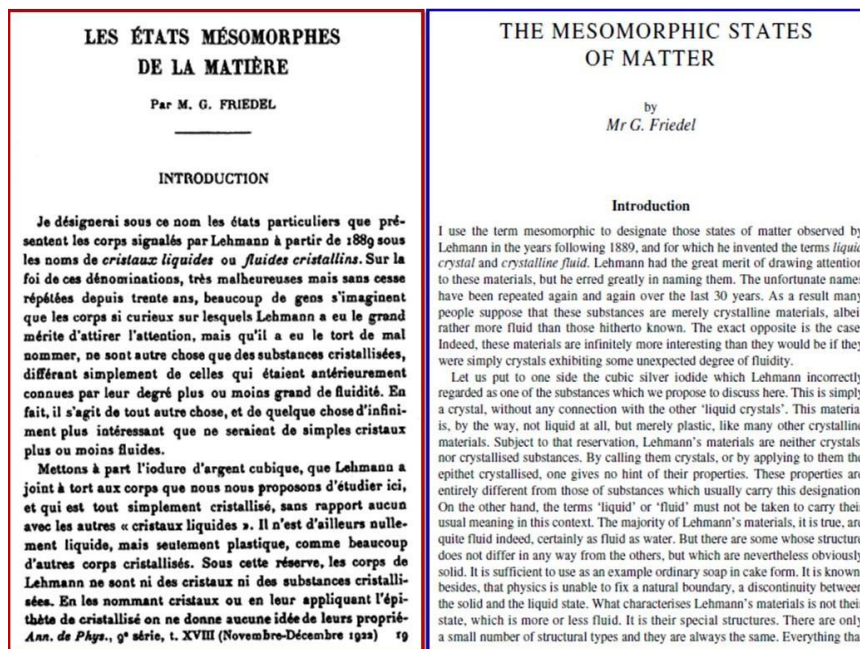 LES ÉTATS MÉSOMORPHES
DE LA MATIÈRE
Par M. G. FRIEDEL
INTRODUCTION
Je désignerai sous ce nom les états particuliers que pré-
sentent les corps signalés par Lehmann à partir de 1889 sous
les noms de cristaux liquides ou fluides cristallins. Sur la
foi de ces dénominations, très malheureuses mais sans cesse
répétées depuis trente ans, beaucoup de gens s'imaginent
que les corps si curieux sur lesquels Lehmann a eu le grand
mérite d'attirer l'attention, mais qu'il a eu le tort de mal
nommer, ne sont autre chose que des substances cristallisées,
différant simplement de celles qui étaient antérieurement
connues par leur degré plus ou moins grand de fluidité. En
fait, il s'agit de tout autre chose, et de quelque chose d'infini-
ment plus intéressant que ne seraient de simples cristaux
plus ou moins fluides.
Mettons à part l'iodure d'argent cubique, que Lehmann a
joint à tort aux corps que nous nous proposons d'étudier ici,
et qui est tout simplement cristallisé, sans rapport aucun
avec les autres « cristaux liquides ». Il n'est d'ailleurs nulle-
ment liquide, mais seulement plastique, comme beaucoup
d'autres corps cristallisés. Sous cette réserve, les corps de
Lehmann ne sont ni des cristaux ni des substances cristalli-
sées. En les nommant cristaux ou en leur appliquant l'épi-
thète de cristallisé on ne donne aucune idée de leurs proprié-
Ann. de Phys., 9e série, t. XVIII (Novembre-Décembre 1922) 19
THE MESOMORPHIC STATES
OF MATTER
by
Mr G. Friedel
Introduction
I use the term mesomorphic to designate those states of matter observed by
Lehmann in the years following 1889, and for which he invented the terms liquid
crystal and crystalline fluid. Lehmann had the great merit of drawing attention
to these materials, but he erred greatly in naming them. The unfortunate names
have been repeated again and again over the last 30 years. As a result many
people suppose that these substances are merely crystalline materials, albeit
rather more fluid than those hitherto known. The exact opposite is the case.
Indeed, these materials are infinitely more interesting than they would be if they
were simply crystals exhibiting some unexpected degree of fluidity.
Let us put to one side the cubic silver iodide which Lehmann incorrectly
regarded as one of the substances which we propose to discuss here. This is simply
a crystal, without any connection with the other 'liquid crystals'. This material
is, by the way, not liquid at all, but merely plastic, like many other crystalline
materials. Subject to that reservation, Lehmann's materials are neither crystals
nor crystallised substances. By calling them crystals, or by applying to them the
epithet crystallised, one gives no hint of their properties. These properties are
entirely different from those of substances which usually carry this designation.
On the other hand, the terms 'liquid' or 'fluid' must not be taken to carry their
usual meaning in this context. The majority of Lehmann's materials, it is true, are
quite fluid indeed, certainly as fluid as water. But there are some whose structure
does not differ in any way from the others, but which are nevertheless obviously
solid. It is sufficient to use as an example ordinary soap in cake form. It is known,
besides, that physics is unable to fix a natural boundary, a discontinuity between
the solid and the liquid state. What characterises Lehmann's materials is not their
state, which is more or less fluid. It is their special structures. There are only
a small number of structural types and they are always the same. Everything tha